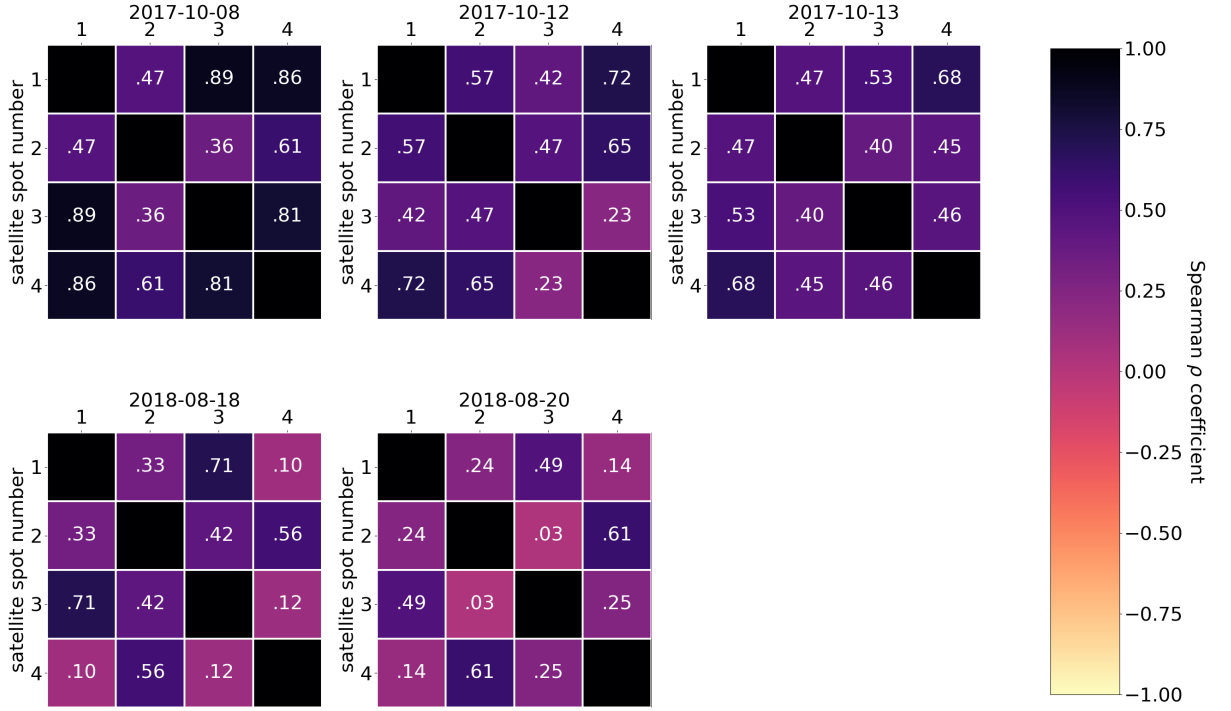 2017-10-08 2017-10-12 2017-10-13
1 2 3 4 1 2 3 4 1 2 3 4
1 .47 .89 .86 1 .57 .42 .72 1 .47 .53 .68
2 .47 .36 .61 2 .57 .47 .65 2 .47 .40 .45
3 .89 .36 .81 3 .42 .47 .23 3 .53 .40 .46
4 .86 .61 .81 4 .72 .65 .23 4 .68 .45 .46
satellite spot number
satellite spot number
satellite spot number
2018-08-18 2018-08-20
1 2 3 4 1 2 3 4
1 .33 .71 .10 1 .24 .49 .14
2 .33 .42 .56 2 .24 .03 .61
3 .71 .42 .12 3 .49 .03 .25
4 .10 .56 .12 4 .14 .61 .25
satellite spot number
satellite spot number
1.00
0.75
0.50
0.25
0.00
−0.25
−0.50
−0.75
−1.00
Spearman ρ coefficient